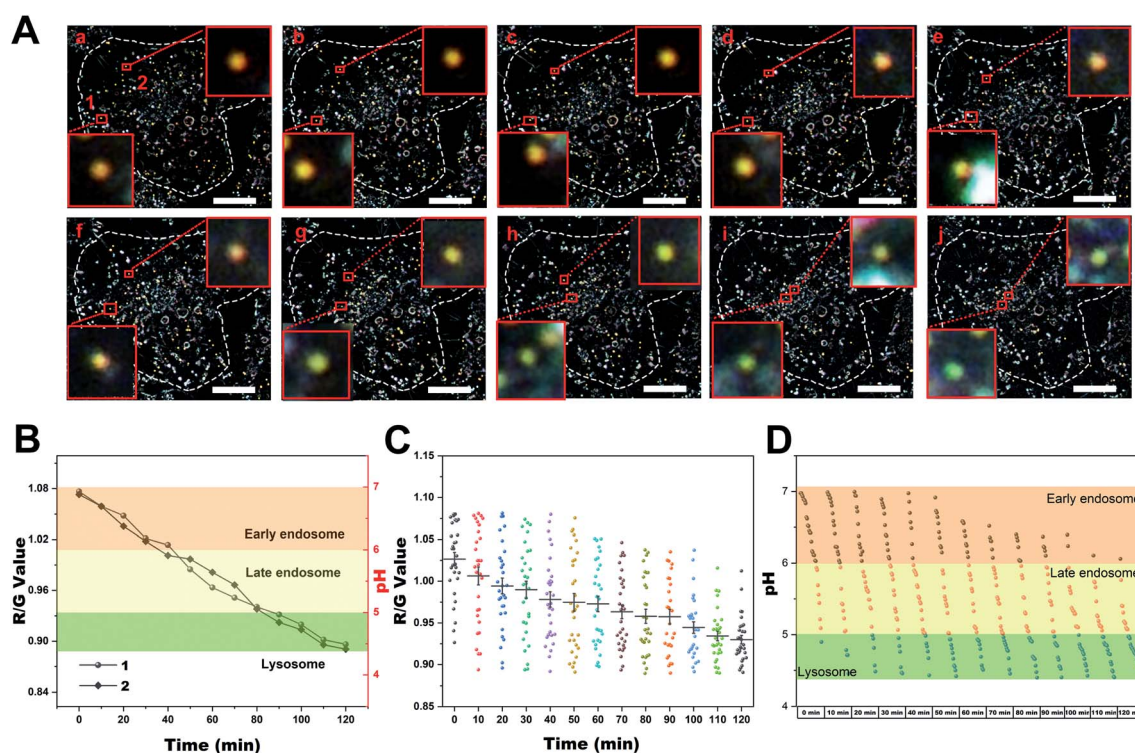 A
a
b
c
d
e
2
1
f
g
h
i
j
B
R/G Value
1.08
1.02
0.96
0.90
0.84
Early endosome
Late endosome
Lysosome
1
2
7
6
5
4
pH
0 20 40 60 80 100 120
Time (min)
C
R/G Value
1.15
1.10
1.05
1.00
0.95
0.90
0.85
0 10 20 30 40 50 60 70 80 90 100 110 120
Time (min)
D
pH
7
6
5
4
Early endosome
Late endosome
Lysosome
0 min 10 min 20 min 30 min 40 min 50 min 60 min 70 min 80 min 90 min 100 min 110 min 120 m